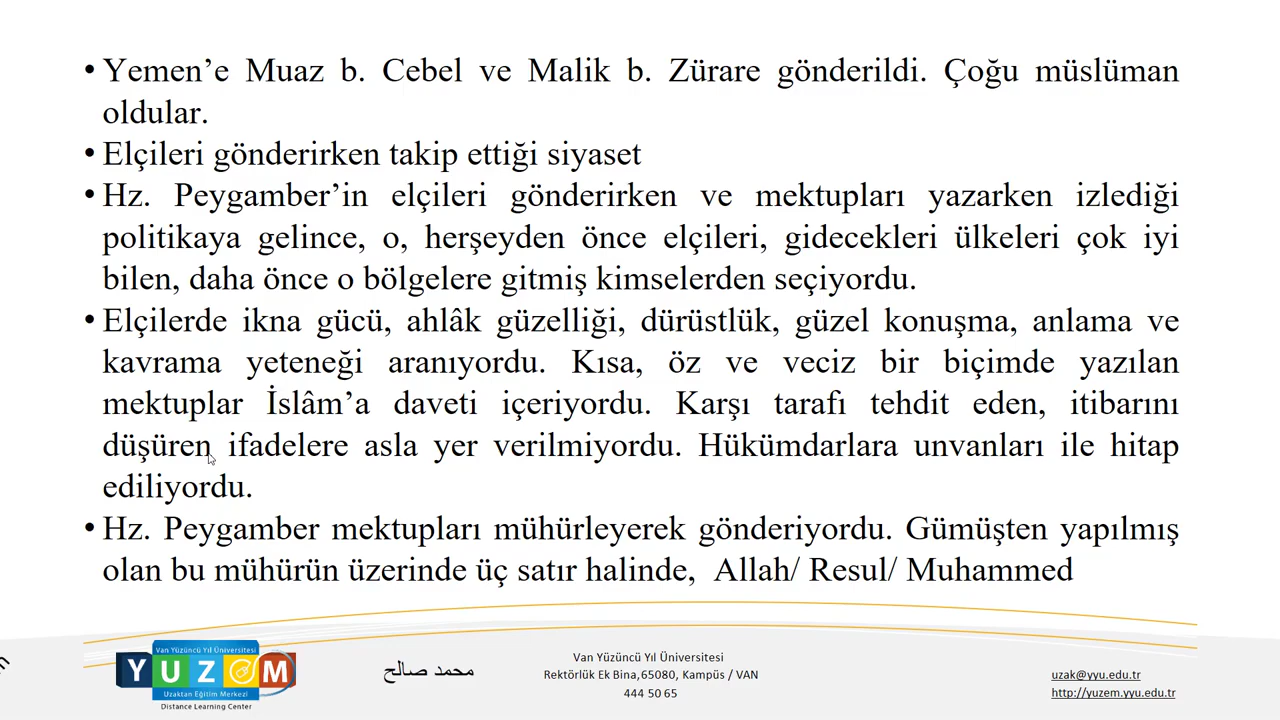 • Yemen’e Muaz b. Cebel ve Malik b. Zürare gönderildi. Çoğu müslüman
oldular.
• Elçileri gönderirken takip ettiği siyaset
• Hz. Peygamber’in elçileri gönderirken ve mektupları yazarken izlediği
politikaya gelince, o, herşeyden önce elçileri, gidecekleri ülkeleri çok iyi
bilen, daha önce o bölgelere gitmiş kimselerden seçiyordu.
• Elçilerde ikna gücü, ahlâk güzelliği, dürüstlük, güzel konuşma, anlama ve
kavrama yeteneği aranıyordu. Kısa, öz ve veciz bir biçimde yazılan
mektuplar İslâm’a daveti içeriyordu. Karşı tarafı tehdit eden, itibarını
düşüren ifadelere asla yer verilmiyordu. Hükümdarlara unvanları ile hitap
ediliyordu.
• Hz. Peygamber mektupları mühürleyerek gönderiyordu. Gümüşten yapılmış
olan bu mühürün üzerinde üç satır halinde, Allah/ Resul/ Muhammed
Van Yüzüncü Yıl Üniversitesi
YUZEM
Uzaktan Eğitim Merkezi
Distance Learning Center
محمد صالح
Van Yüzüncü Yıl Üniversitesi
Rektörlük Ek Bina,65080, Kampüs / VAN
444 50 65
uzak@yyu.edu.tr
http://yuzem.yyu.edu.tr